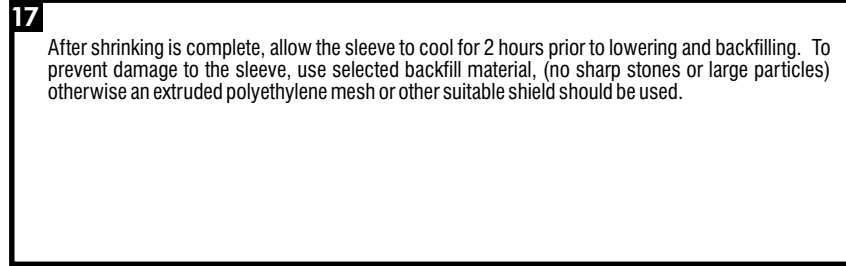 17
After shrinking is complete, allow the sleeve to cool for 2 hours prior to lowering and backfilling. To
prevent damage to the sleeve, use selected backfill material, (no sharp stones or large particles)
otherwise an extruded polyethylene mesh or other suitable shield should be used.